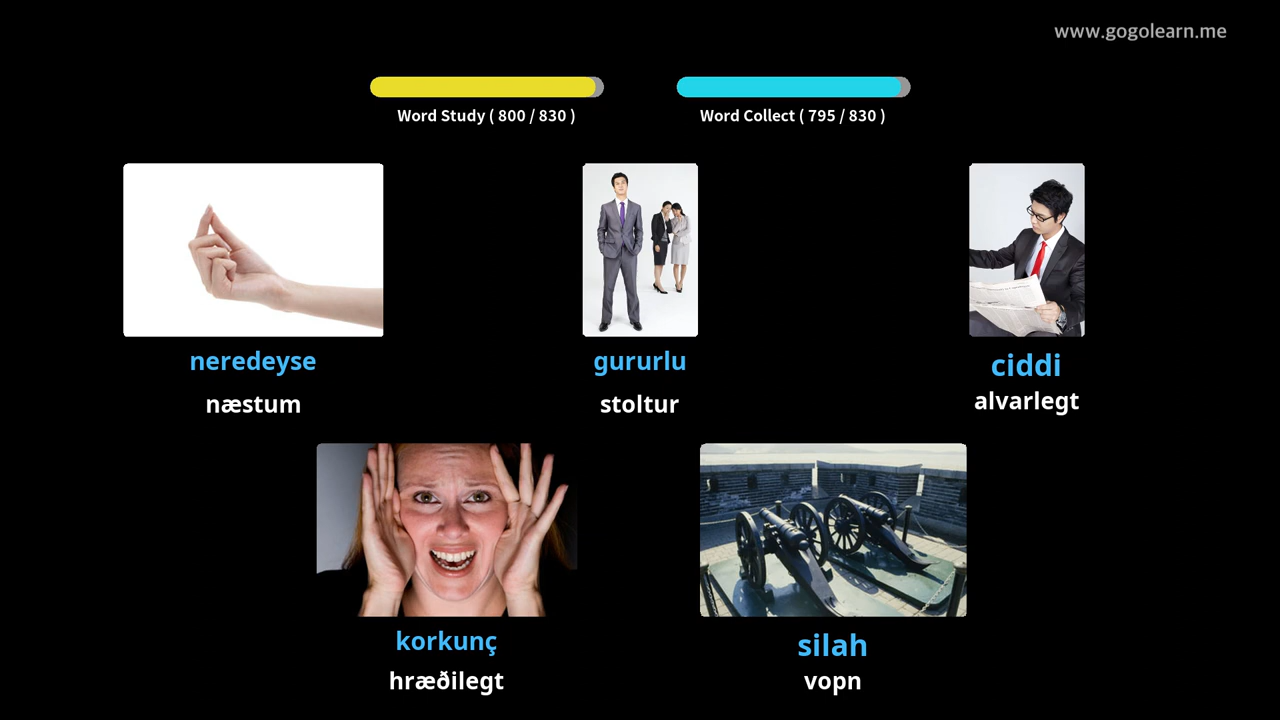 www.gogolearn.me
Word Study ( 800 / 830 )
Word Collect ( 795 / 830 )
neredeyse
næstum
gururlu
stoltur
ciddi
alvarlegt
korkunç
hræðilegt
silah
vopn